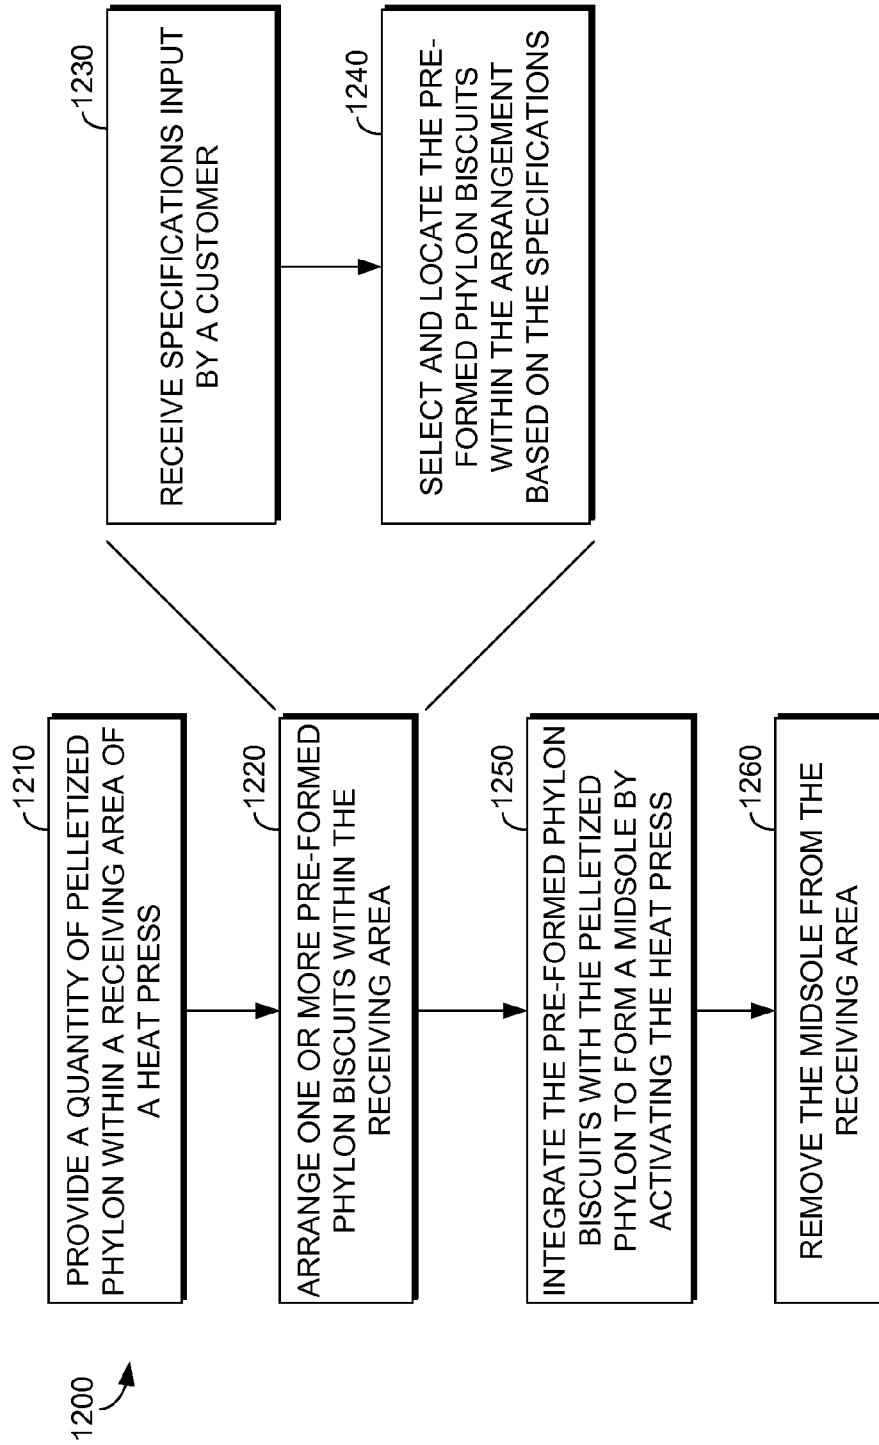 1200
1210
PROVIDE A QUANTITY OF PELLETIZED
PHYLON WITHIN A RECEIVING AREA OF
A HEAT PRESS
1220
ARRANGE ONE OR MORE PRE-FORMED
PHYLON BISCUITS WITHIN THE
RECEIVING AREA
1230
RECEIVE SPECIFICATIONS INPUT
BY A CUSTOMER
1240
SELECT AND LOCATE THE PRE-
FORMED PHYLON BISCUITS
WITHIN THE ARRANGEMENT
BASED ON THE SPECIFICATIONS
1250
INTEGRATE THE PRE-FORMED PHYLON
BISCUITS WITH THE PELLETIZED
PHYLON TO FORM A MIDSOLE BY
ACTIVATING THE HEAT PRESS
1260
REMOVE THE MIDSOLE FROM THE
RECEIVING AREA